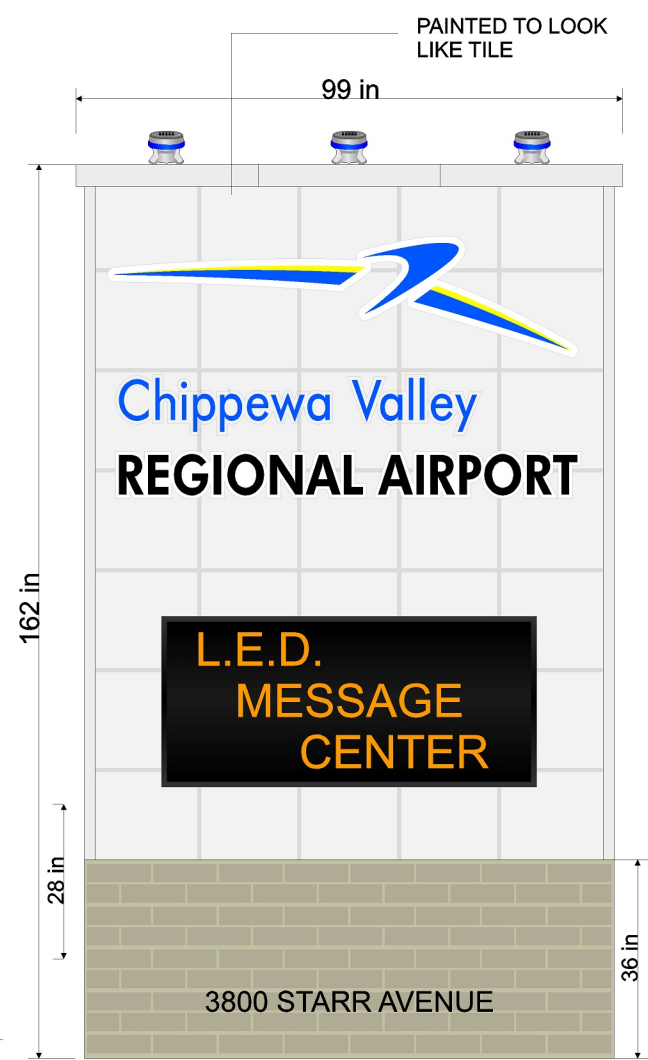 PAINTED TO LOOK
LIKE TILE
99 in
Chippewa Valley
REGIONAL AIRPORT
162 in
L.E.D.
MESSAGE
CENTER
28 in
36 in
3800 STARR AVENUE